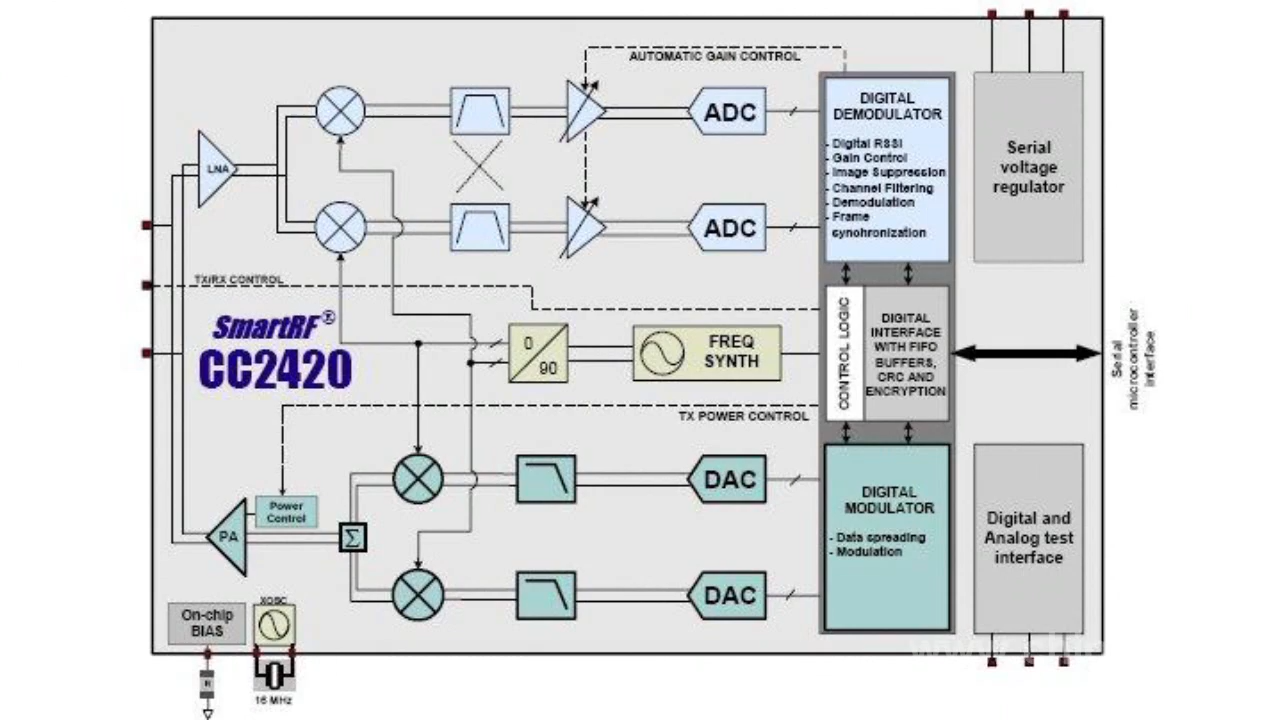 AUTOMATIC GAIN CONTROL
LNA
ADC
ADC
DIGITAL
DEMODULATOR
- Digital RSSI
- Gain Control
- Image Suppression
- Channel Filtering
- Demodulation
- Frame
synchronization
Serial
voltage
regulator
TX/RX CONTROL
SmartRF®
CC2420
0
90
FREQ
SYNTH
CONTROL LOGIC
DIGITAL
INTERFACE
WITH FIFO
BUFFERS,
CRC AND
ENCRYPTION
Serial
microcontroller
interface
TX POWER CONTROL
Power
Control
PA
Σ
DAC
DAC
DIGITAL
MODULATOR
- Data spreading
- Modulation
Digital and
Analog test
interface
On-chip
BIAS
XOSC
R
16 MHz